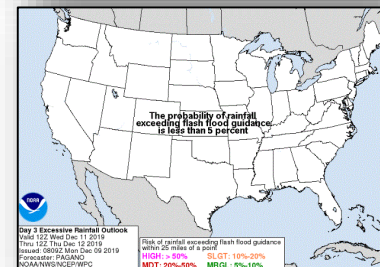 The probability of rainfall
exceeding flash flood guidance
is less than 5 percent
NOAA
Day 3 Excessive Rainfall Outlook
Valid 12Z Wed Dec 11 2019
Thru 12Z Thu Dec 12 2019
Issued: 0809Z Mon Dec 09 2019
Forecaster: PAGANO
NOAA/NWS/NCEP/WPC
Risk of rainfall exceeding flash flood guidance
within 25 miles of a point
HIGH: > 50% SLGT: 10%-20%
MDT: 20%-50% MRGL: 5%-10%